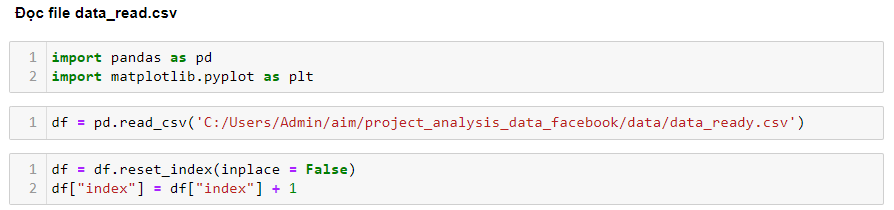 Đọc file data_read.csv
1 import pandas as pd
2 import matplotlib.pyplot as plt
1 df = pd.read_csv('C:/Users/Admin/aim/project_analysis_data_facebook/data/data_ready.csv')
1 df = df.reset_index(inplace = False)
2 df["index"] = df["index"] + 1